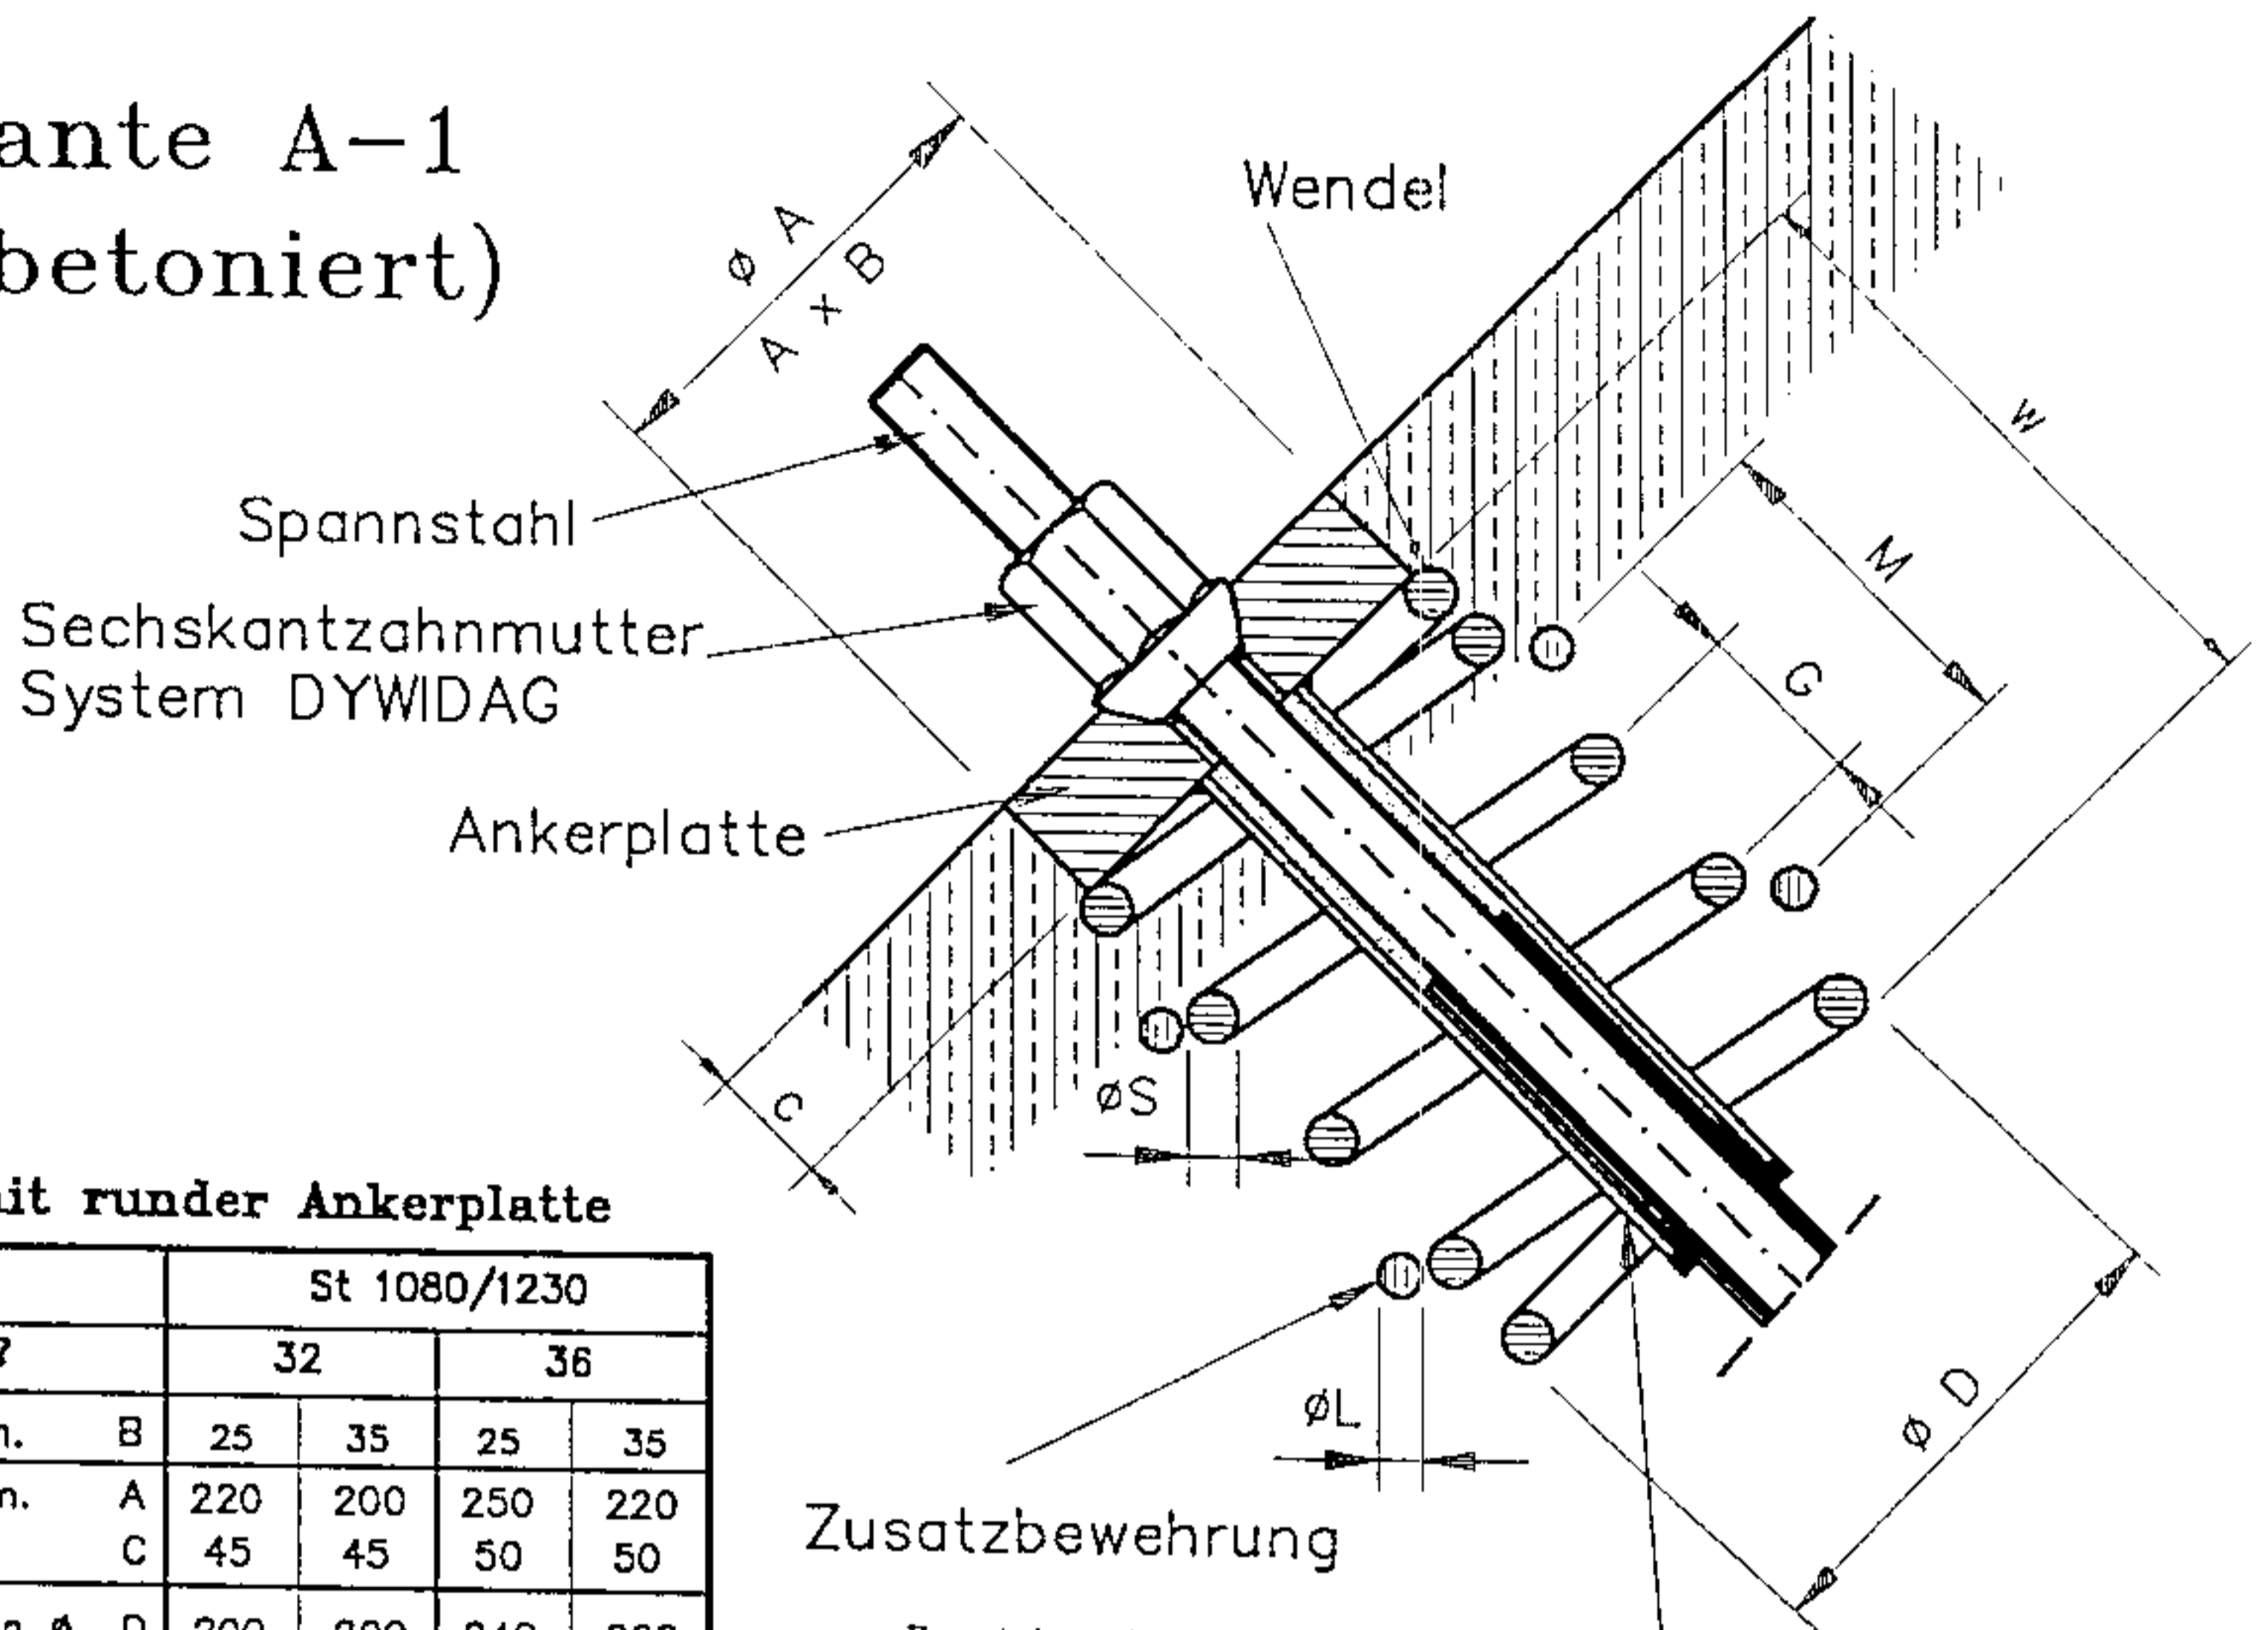 ante A-1
betoniert)
Wendel
ø A
A x B
W
Spannstahl
M
Sechskantzahnmutter
System DYWIDAG
G
Ankerplatte
C
øS
mit runder Ankerplatte
St 1080/1230
32 36
B 25 35 25 35
A 220 200 250 220
C 45 45 50 50
øL
ø D
Zusatzbewehrung